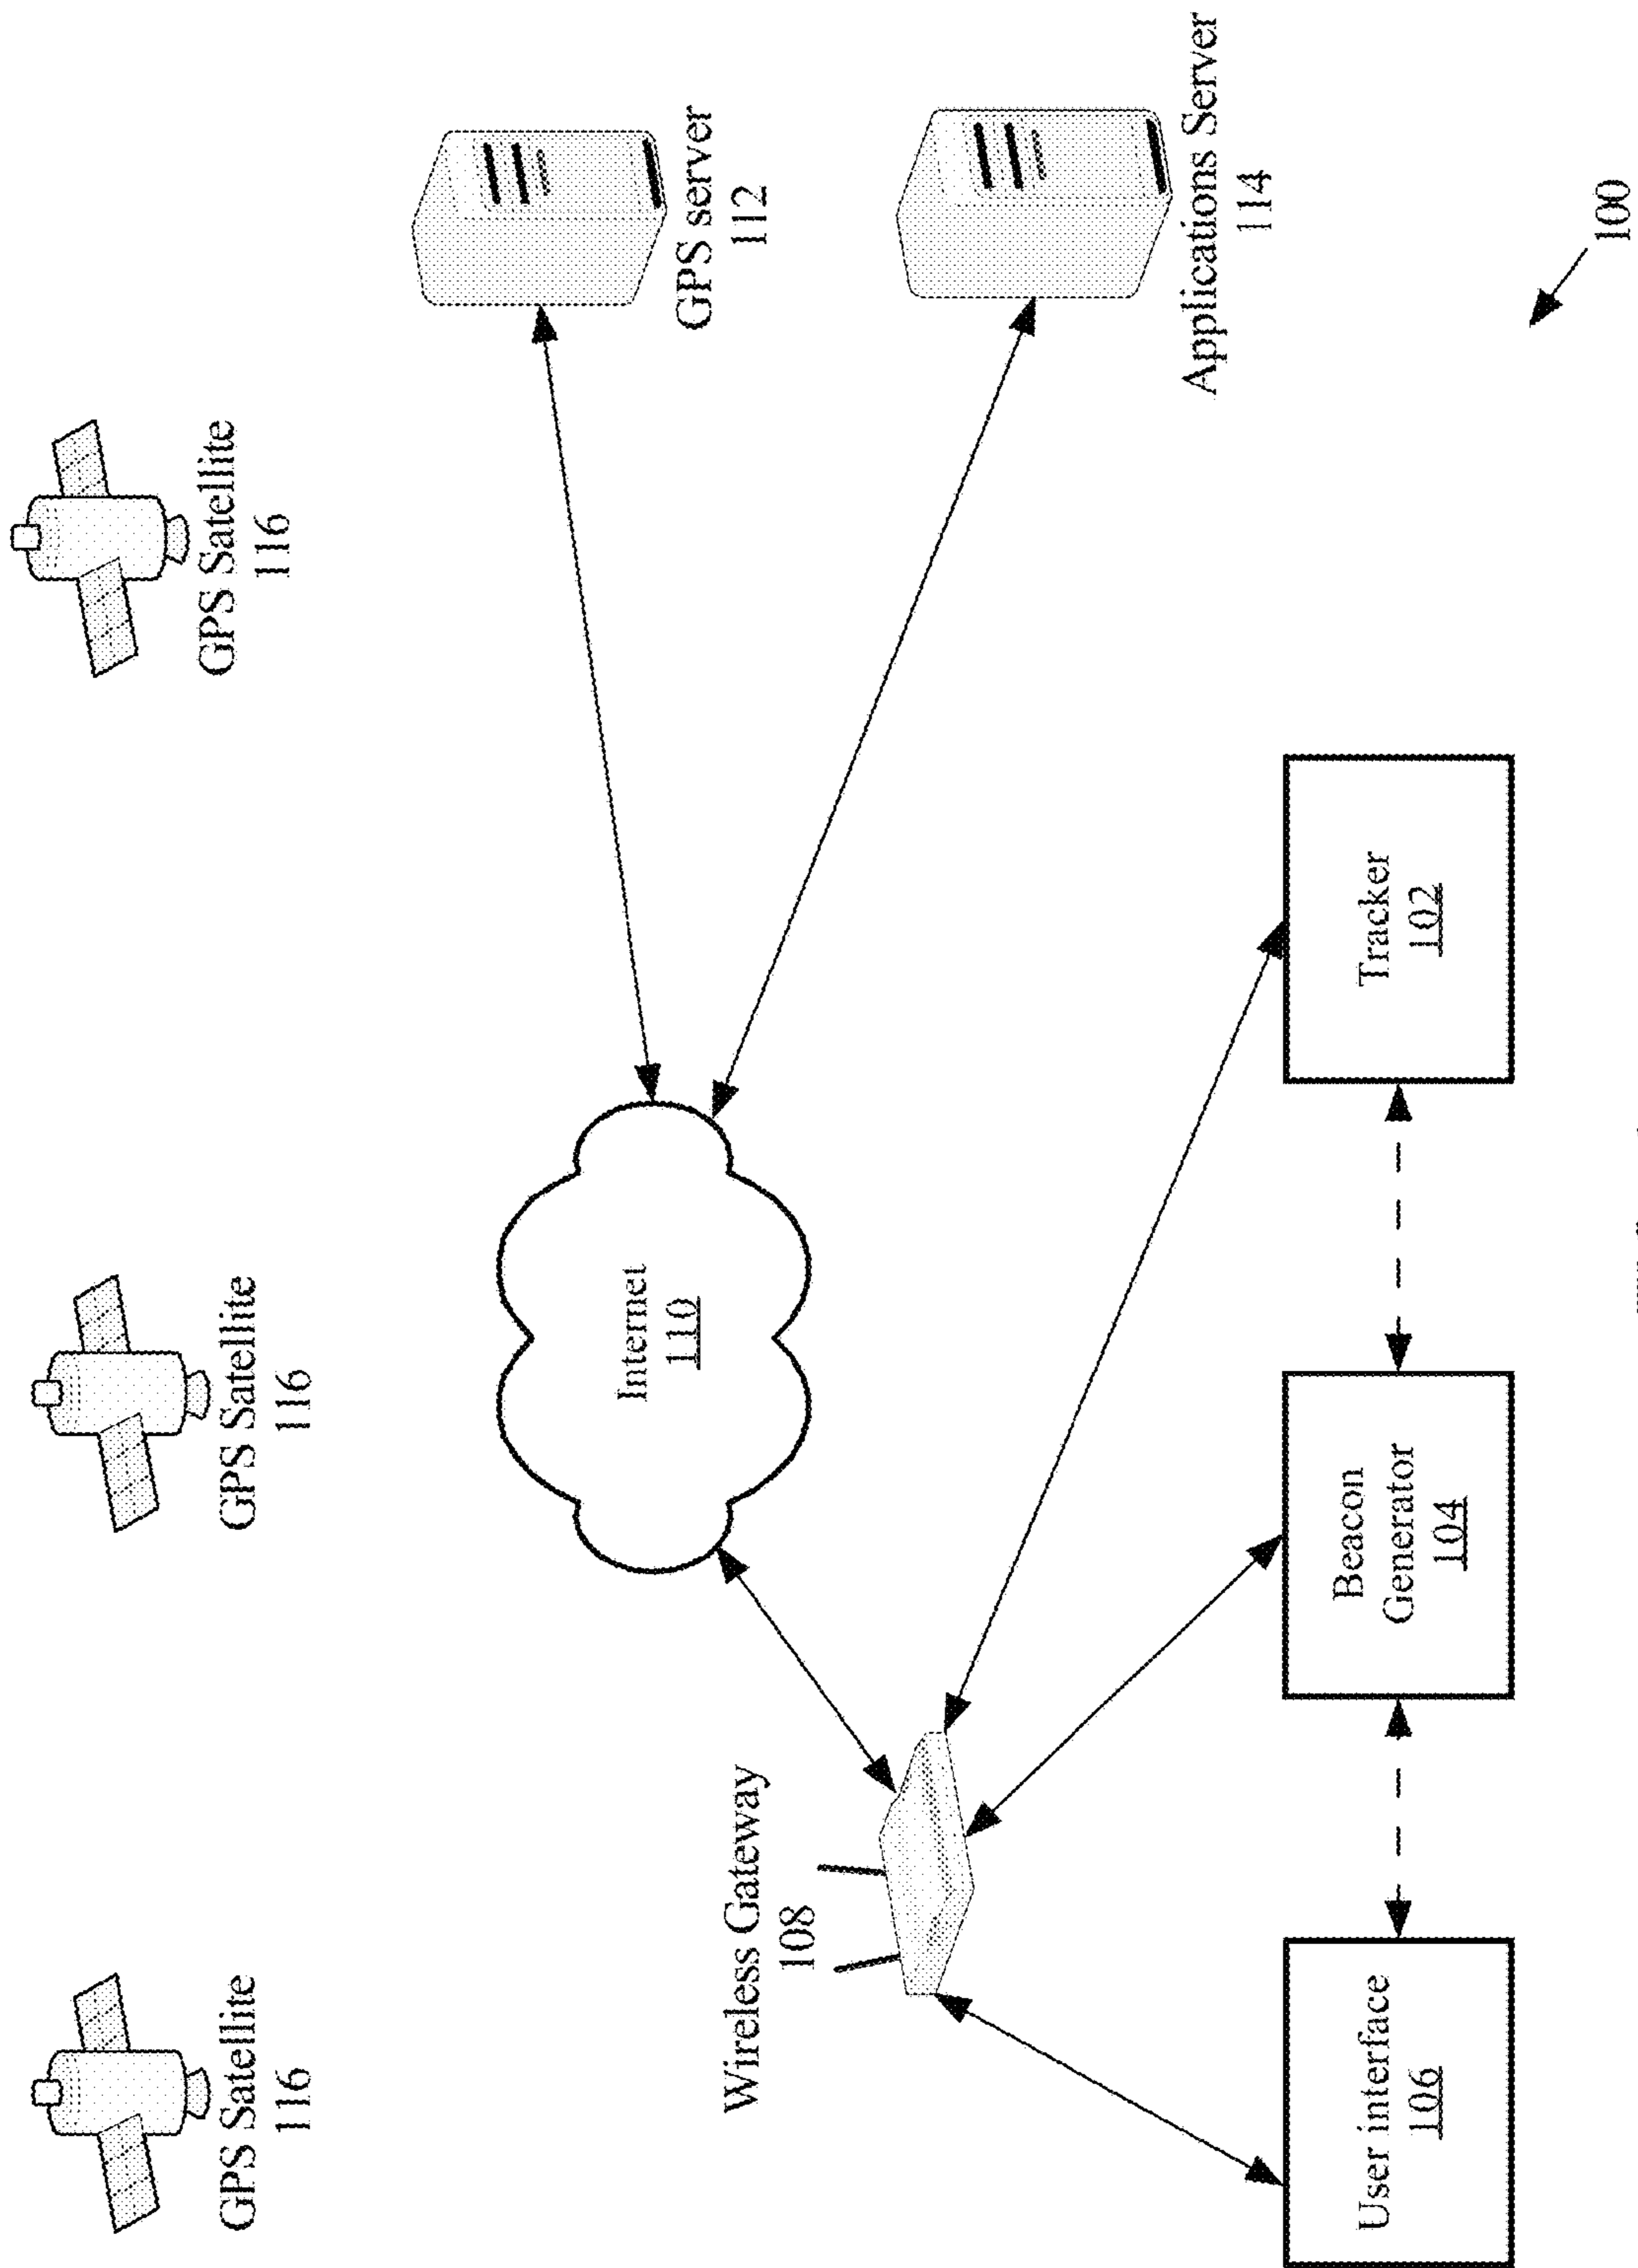 GPS Satellite
116
GPS Satellite
116
GPS Satellite
116
Wireless Gateway
108
Internet
110
GPS server
112
Applications Server
114
User interface
106
Beacon
Generator
104
Tracker
102
100